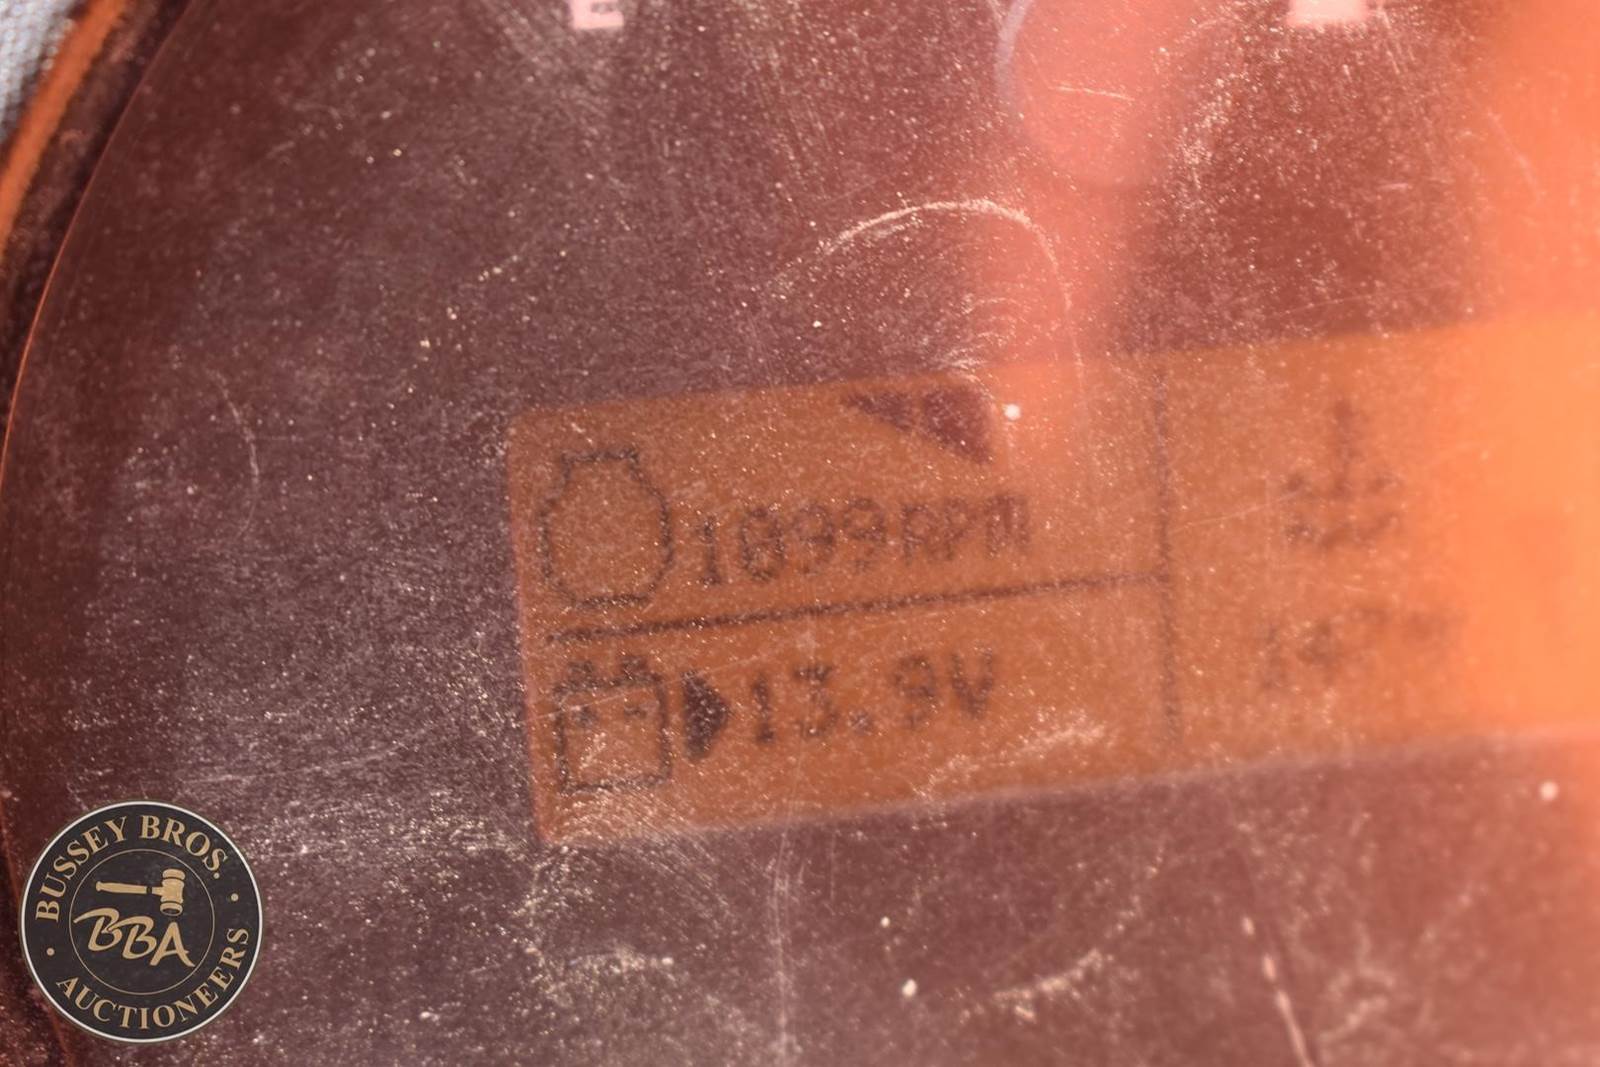 E
1099RPM
13.9V
BUSSEY BROS.
BBA
AUCTIONEERS